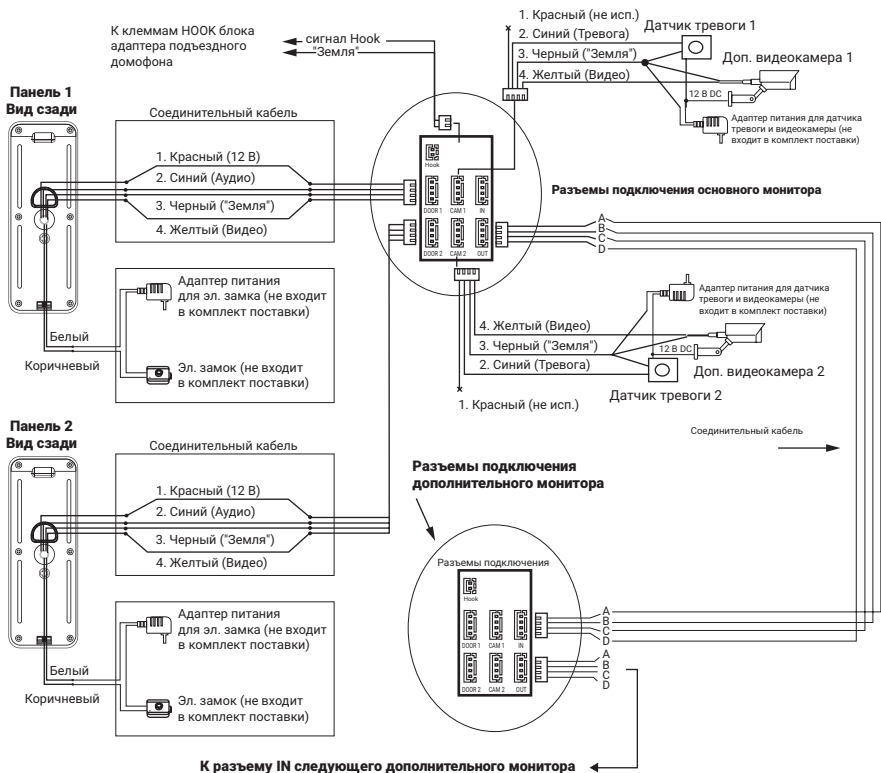 К клеммам HOOK блока
адаптера подъездного
домофона
сигнал Hook
"Земля"
1. Красный (не исп.)
2. Синий (Тревога)
3. Черный ("Земля")
4. Желтый (Видео)
Датчик тревоги 1
Доп. видеокамера 1
12 В DC
Адаптер питания для датчика
тревоги и видеокамеры (не
входит в комплект поставки)
Панель 1
Вид сзади
Соединительный кабель
1. Красный (12 В)
2. Синий (Аудио)
3. Черный ("Земля")
4. Желтый (Видео)
Hook
DOOR 1 CAM 1 IN
DOOR 2 CAM 2 OUT
Разъемы подключения основного монитора
A
B
C
D
Адаптер питания
для эл. замка (не входит
в комплект поставки)
Белый
Коричневый
Эл. замок (не входит
в комплект поставки)
Адаптер питания для датчика
тревоги и видеокамеры (не
входит в комплект поставки)
4. Желтый (Видео)
3. Черный ("Земля")
2. Синий (Тревога)
1. Красный (не исп.)
12 В DC
Доп. видеокамера 2
Датчик тревоги 2
Соединительный кабель
Панель 2
Вид сзади
Соединительный кабель
1. Красный (12 В)
2. Синий (Аудио)
3. Черный ("Земля")
4. Желтый (Видео)
Разъемы подключения
дополнительного монитора
Разъемы подключения
Hook
DOOR 1 CAM 1 IN
DOOR 2 CAM 2 OUT
A
B
C
D
A
B
C
D
Адаптер питания
для эл. замка (не входит
в комплект поставки)
Белый
Коричневый
Эл. замок (не входит
в комплект поставки)
К разъему IN следующего дополнительного монитора